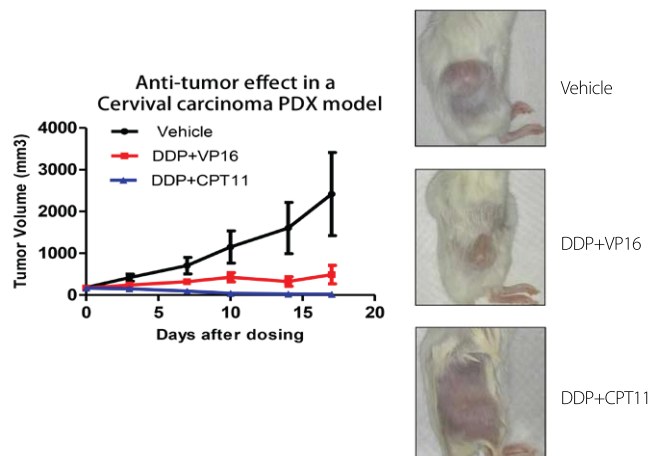 Anti-tumor effect in a
Cervival carcinoma PDX model
Tumor Volume (mm3)
4000
3000
2000
1000
0
Vehicle
DDP+VP16
DDP+CPT11
0 5 10 15 20
Days after dosing
Vehicle
DDP+VP16
DDP+CPT11